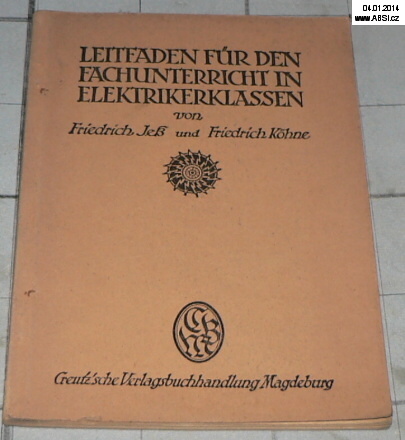 04.01.2014
www.ABSi.cz
LEITFADEN FÜR DEN
FACHUNTERRICHT IN
ELEKTRIKERKLASSEN
von
Friedrich Jeß und Friedrich Köhne
CBM
Creutz'sche Verlagsbuchhandlung Magdeburg